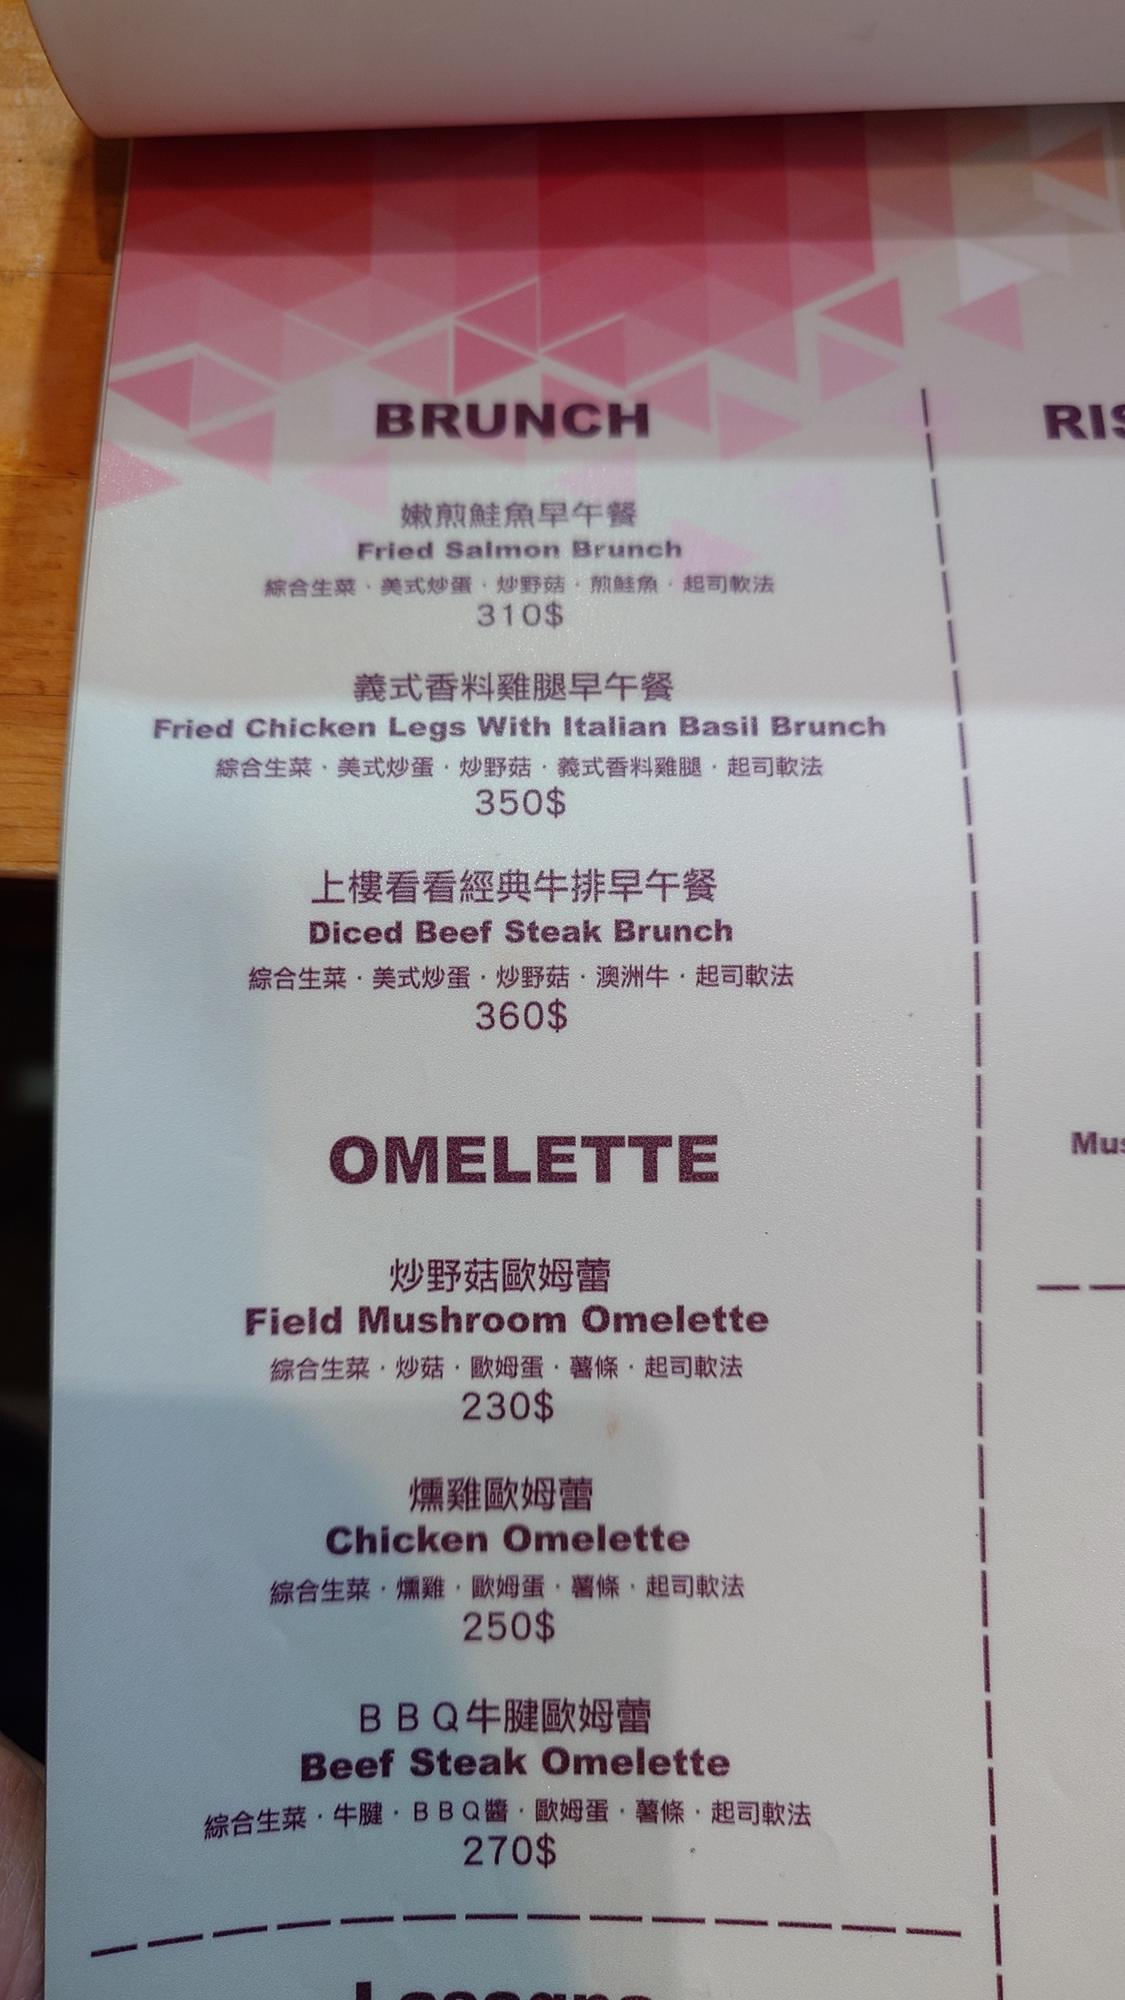 BRUNCH
嫩煎鮭魚早午餐
Fried Salmon Brunch
綜合生菜·美式炒蛋·炒野菇·煎鮭魚·起司軟法
310$
義式香料雞腿早午餐
Fried Chicken Legs With Italian Basil Brunch
綜合生菜·美式炒蛋·炒野菇·義式香料雞腿·起司軟法
350$
上樓看看經典牛排早午餐
Diced Beef Steak Brunch
綜合生菜·美式炒蛋·炒野菇·澳洲牛·起司軟法
360$
OMELETTE
炒野菇歐姆蕾
Field Mushroom Omelette
綜合生菜·炒菇·歐姆蛋·薯條·起司軟法
230$
燻雞歐姆蕾
Chicken Omelette
綜合生菜·燻雞·歐姆蛋·薯條·起司軟法
250$
ＢＢＱ牛腱歐姆蕾
Beef Steak Omelette
綜合生菜·牛腱·ＢＢＱ醬·歐姆蛋·薯條·起司軟法
270$